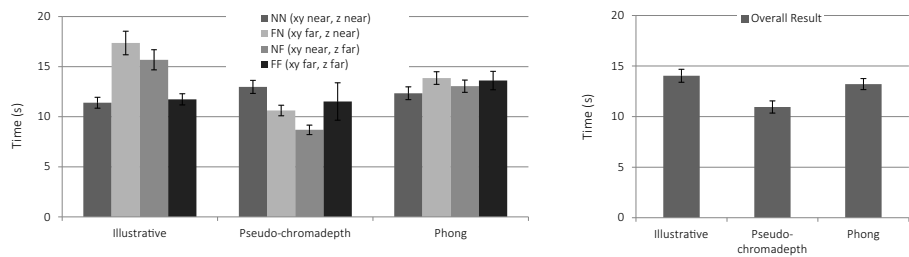 20
15
10
5
0
Time (s)
NN (xy near, z near)
FN (xy far, z near)
NF (xy near, z far)
FF (xy far, z far)
Illustrative
Pseudo-chromadepth
Phong
20
15
10
5
0
Time (s)
Overall Result
Illustrative
Pseudo-
chromadepth
Phong